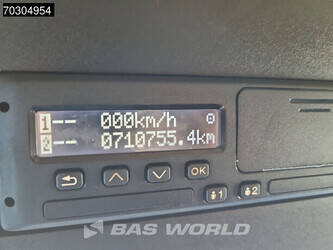 70304954
1 -- 000km/h
2 -- 0710755.4km
OK
1 2
BAS WORLD